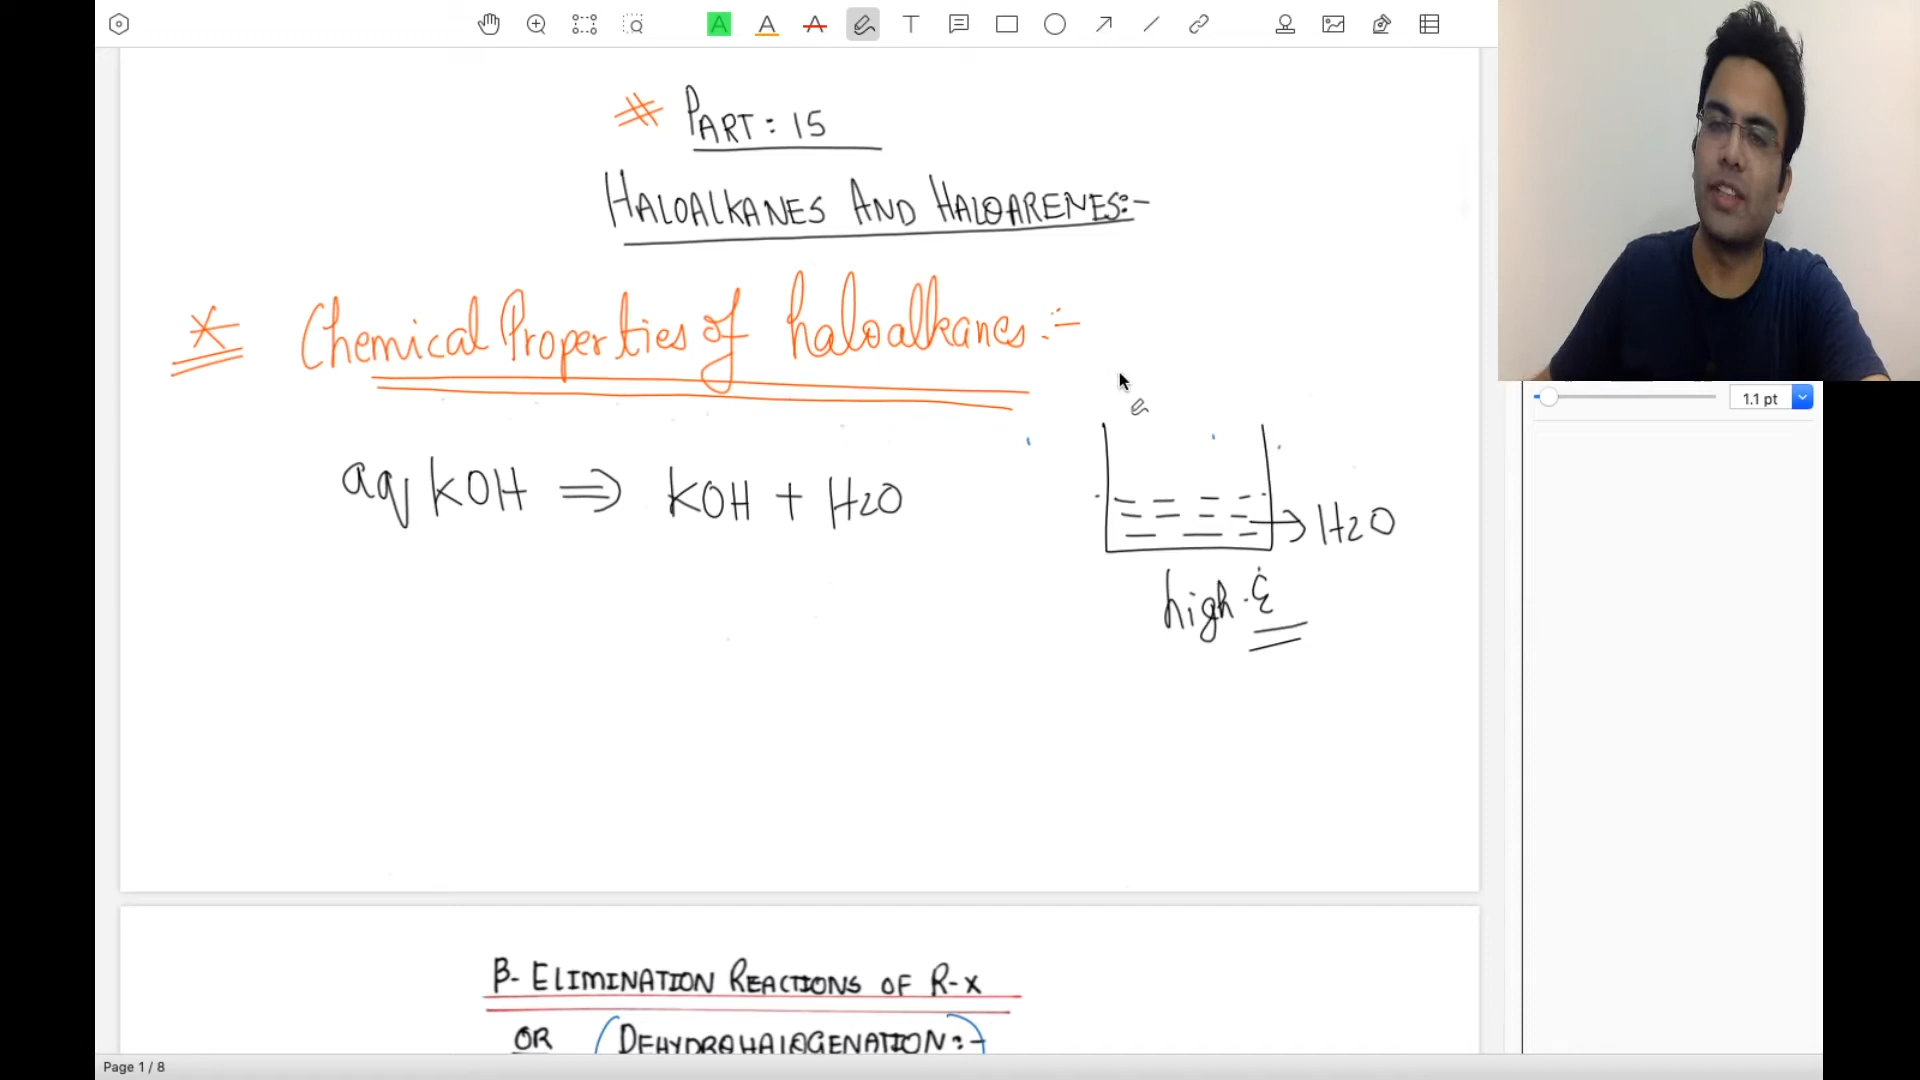 # PART: 15
HALOALKANES AND HALOARENES:-
* Chemical Properties of haloalkanes:-
aq KOH ⇒ KOH + H2O
→ H2O
high ε
1.1 pt
β- ELIMINATION REACTIONS OF R-X
OR (DEHYDROHALOGENATION:-
Page 1 / 8